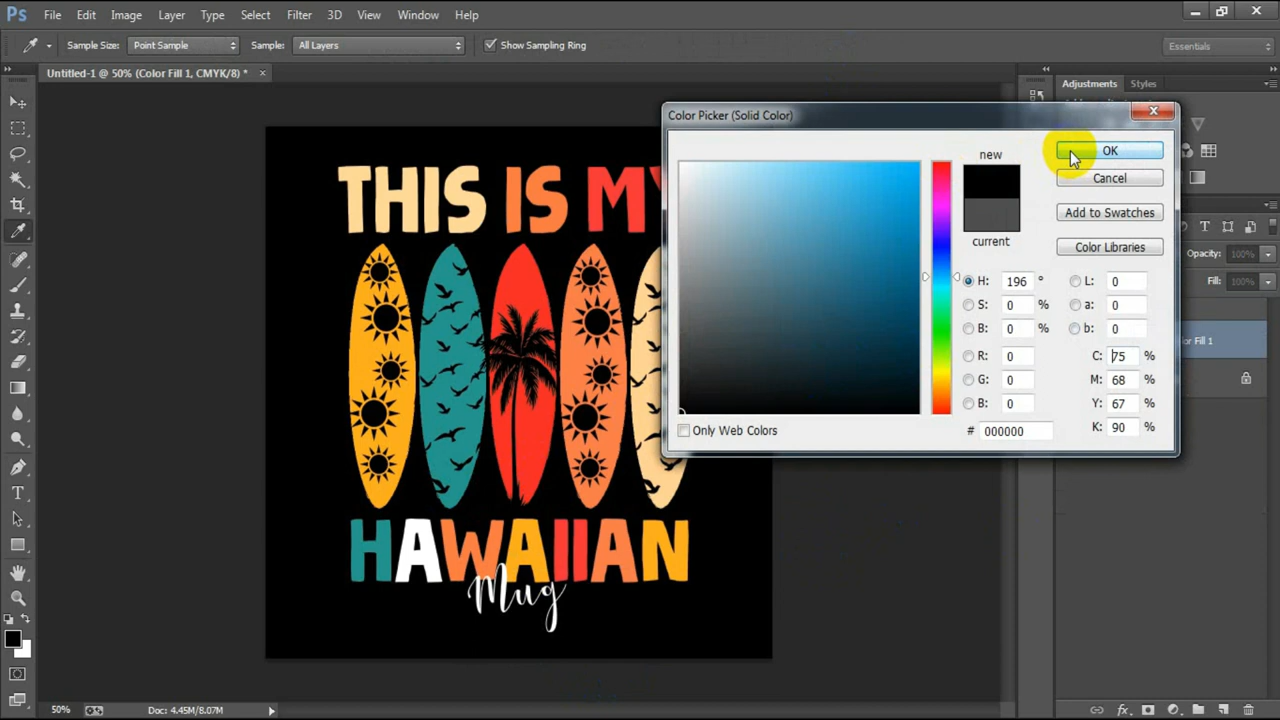 Ps File Edit Image Layer Type Select Filter 3D View Window Help
Sample Size: Point Sample Sample: All Layers Show Sampling Ring Essentials
Untitled-1 @ 50% (Color Fill 1, CMYK/8) *
Adjustments Styles
Color Picker (Solid Color)
new
OK
Cancel
Add to Swatches
current
Color Libraries
H: 196 °
L: 0
S: 0 %
a: 0
B: 0 %
b: 0
R: 0
C: 75 %
G: 0
M: 68 %
B: 0
Y: 67 %
Only Web Colors
# 000000
K: 90 %
Opacity: 100%
Fill: 100%
or Fill 1
THIS IS MY
HAWAIIAN
Mug
50% Doc: 4.45M/8.07M